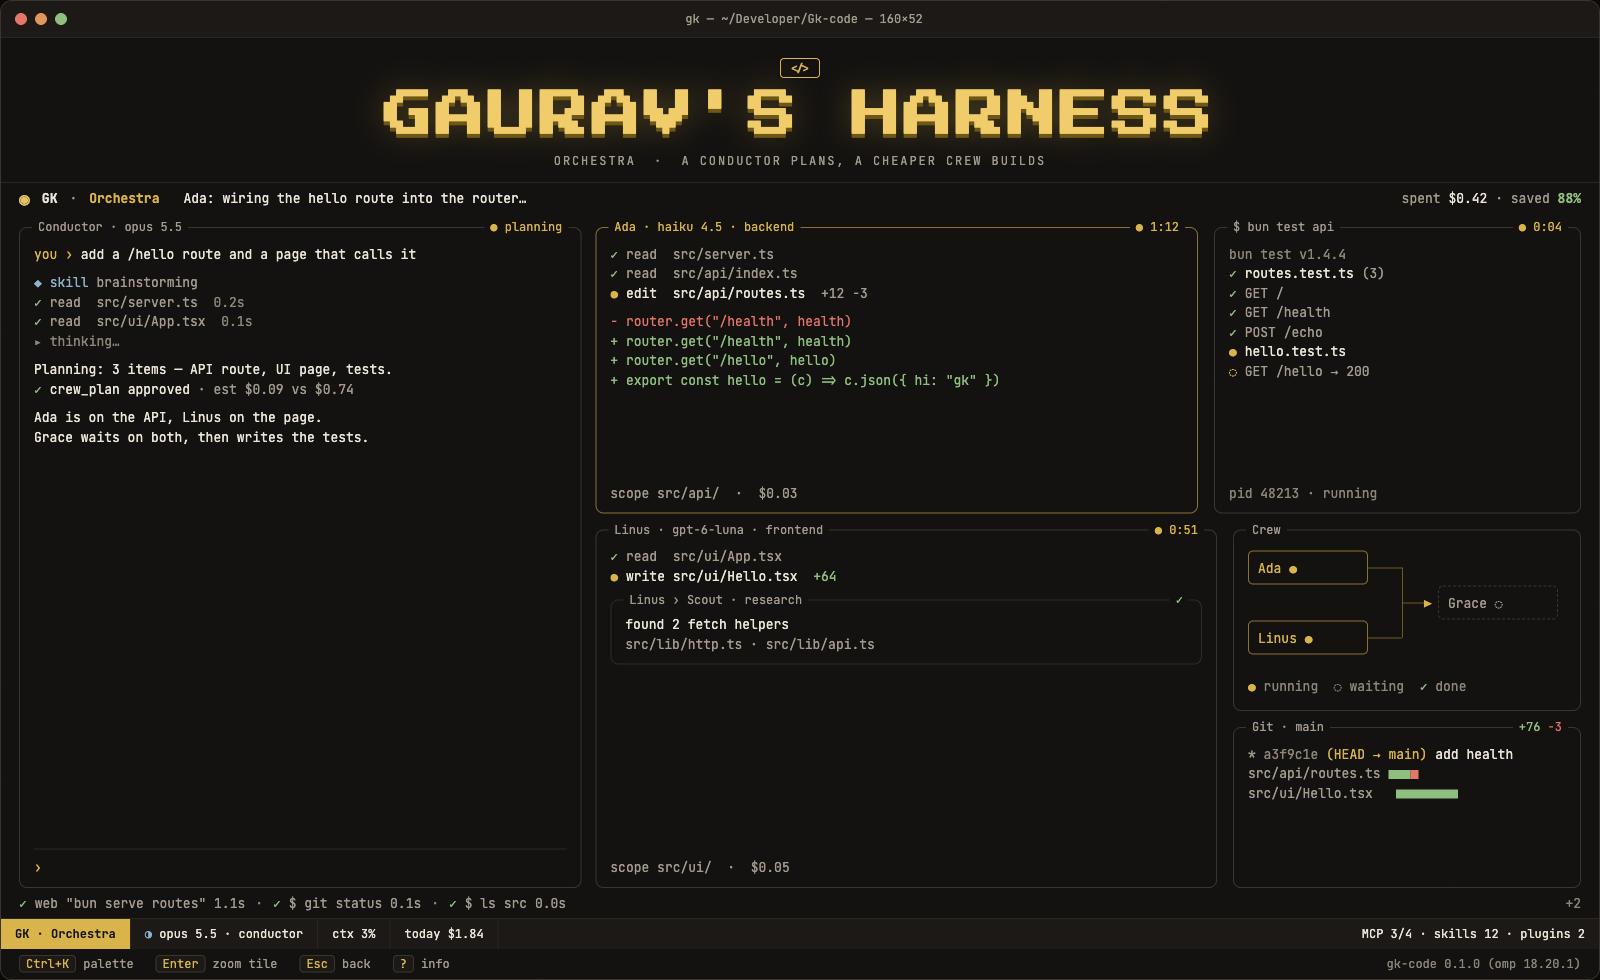 gk — ~/Developer/Gk-code — 160×52
</>
GAURAV'S HARNESS
ORCHESTRA · A CONDUCTOR PLANS, A CHEAPER CREW BUILDS
◉ GK · Orchestra Ada: wiring the hello route into the router…
spent $0.42 · saved 88%
Conductor · opus 5.5 ● planning
you › add a /hello route and a page that calls it
◆ skill brainstorming
✓ read src/server.ts 0.2s
✓ read src/ui/App.tsx 0.1s
▸ thinking…
Planning: 3 items — API route, UI page, tests.
✓ crew_plan approved · est $0.09 vs $0.74
Ada is on the API, Linus on the page.
Grace waits on both, then writes the tests.
›
Ada · haiku 4.5 · backend ● 1:12
✓ read src/server.ts
✓ read src/api/index.ts
● edit src/api/routes.ts +12 -3
- router.get("/health", health)
+ router.get("/health", health)
+ router.get("/hello", hello)
+ export const hello = (c) => c.json({ hi: "gk" })
scope src/api/ · $0.03
$ bun test api ● 0:04
bun test v1.4.4
✓ routes.test.ts (3)
✓ GET /
✓ GET /health
✓ POST /echo
● hello.test.ts
◌ GET /hello → 200
pid 48213 · running
Linus · gpt-6-luna · frontend ● 0:51
✓ read src/ui/App.tsx
● write src/ui/Hello.tsx +64
Linus › Scout · research ✓
found 2 fetch helpers
src/lib/http.ts · src/lib/api.ts
scope src/ui/ · $0.05
Crew
Ada ●
Grace ◌
Linus ●
● running ◌ waiting ✓ done
Git · main +76 -3
* a3f9c1e (HEAD → main) add health
src/api/routes.ts
src/ui/Hello.tsx
✓ web "bun serve routes" 1.1s · ✓ $ git status 0.1s · ✓ $ ls src 0.0s
+2
GK · Orchestra ◑ opus 5.5 · conductor ctx 3% today $1.84
MCP 3/4 · skills 12 · plugins 2
Ctrl+K palette Enter zoom tile Esc back ? info
gk-code 0.1.0 (omp 18.20.1)